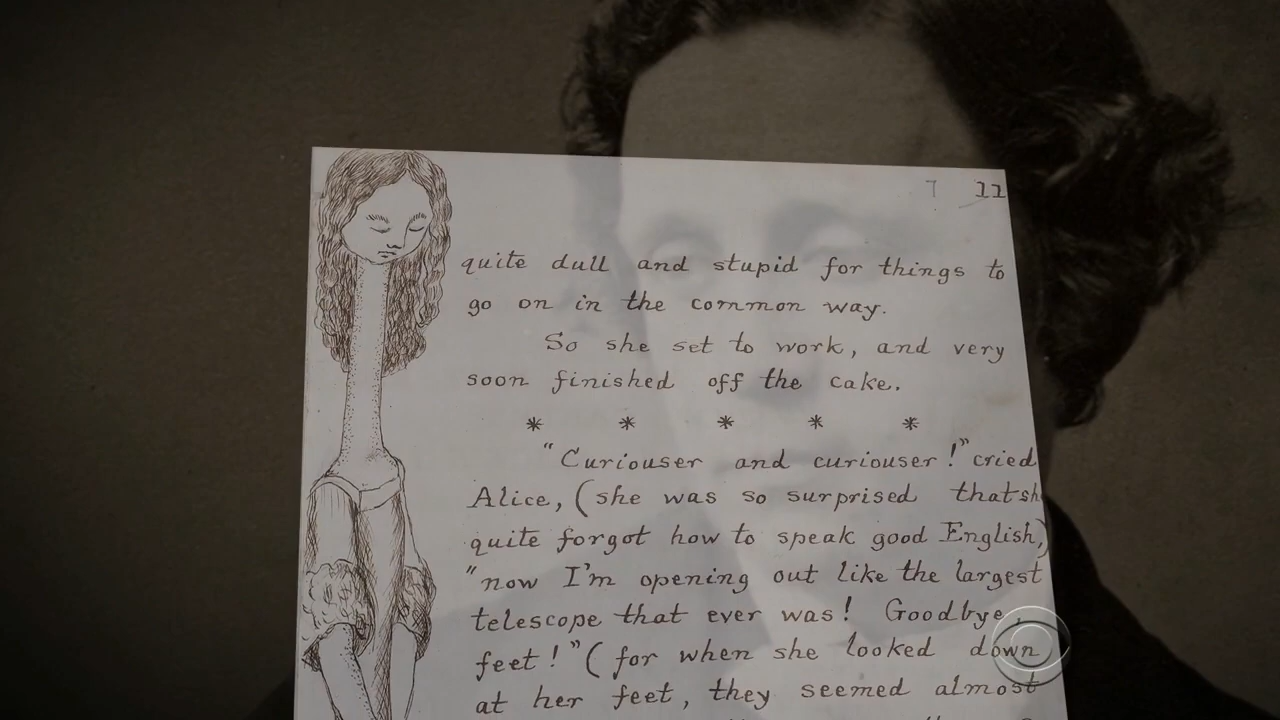 7 11
quite dull and stupid for things to
go on in the common way.
So she set to work, and very
soon finished off the cake.
* * * * *
"Curiouser and curiouser!" cried
Alice, (she was so surprised that sh
quite forgot how to speak good English,)
"now I'm opening out like the largest
telescope that ever was! Goodbye,
feet!" (for when she looked down
at her feet, they seemed almost